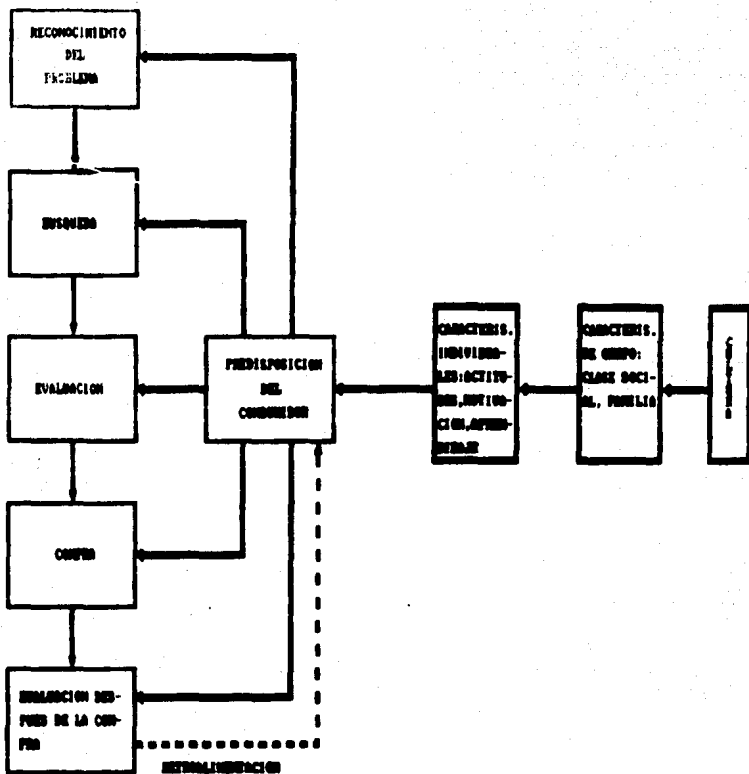 RECONOCIMIENTO
DEL
PROBLEMA
BUSQUEDA
EVALUACION
PREDISPOSICION
DEL
CONSUMIDOR
CARACTERIS.
INDIVIDUA-
LES:ACTITU-
DES,MOTIVA-
CION,APREN-
DIZAJE
CARACTERIS.
DE GRUPO:
CLASE SOCI-
AL, FAMILIA
CULTURA
COMPRA
EVALUACION DES-
PUES DE LA COM-
PRA
RETROALIMENTACION